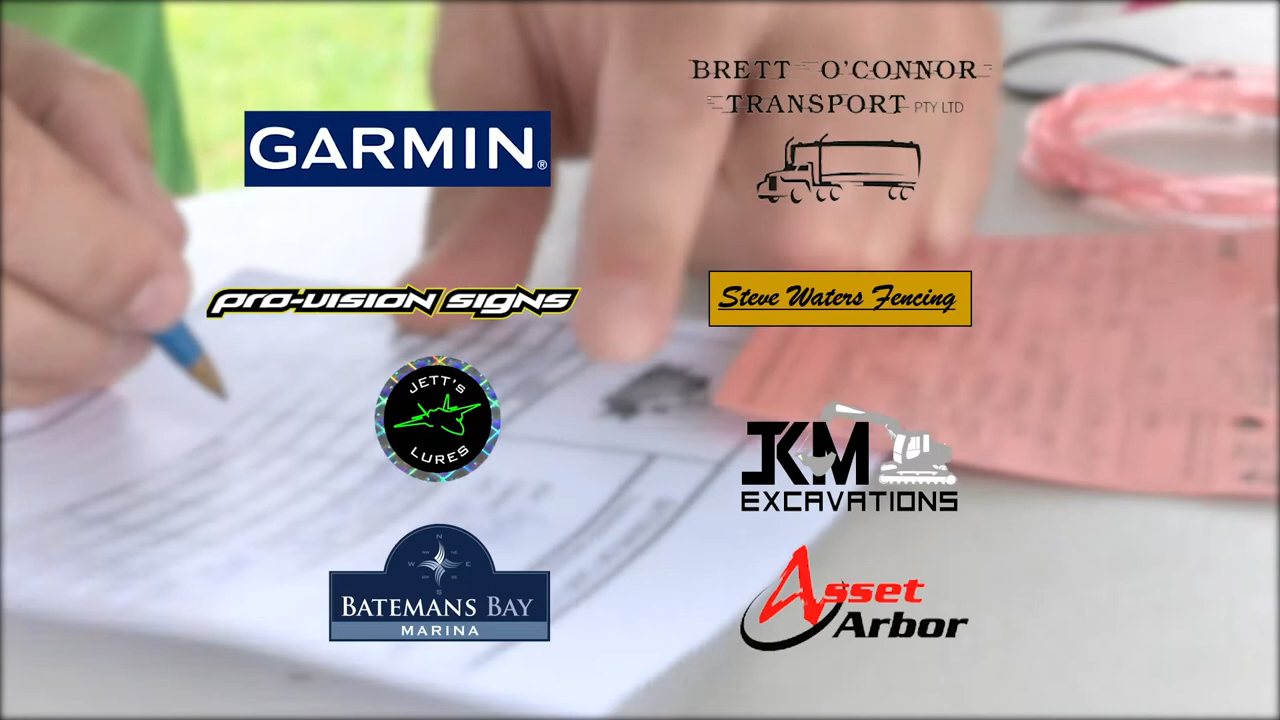 GARMIN®
BRETT O'CONNOR
TRANSPORT PTY LTD
PRO-VISION SIGNS
Steve Waters Fencing
JETT'S
LURES
JKM
EXCAVATIONS
N
W E
S
BATEMANS BAY
MARINA
Asset
Arbor